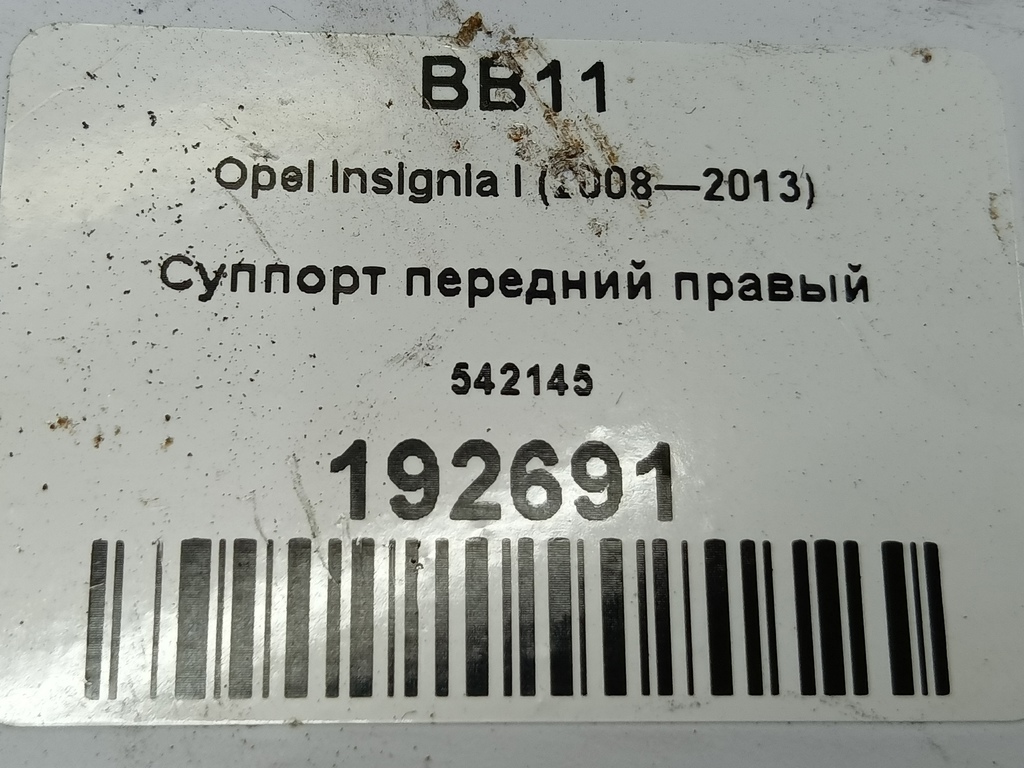 BB11
Opel Insignia I (2008—2013)
Суппорт передний правый
542145
192691